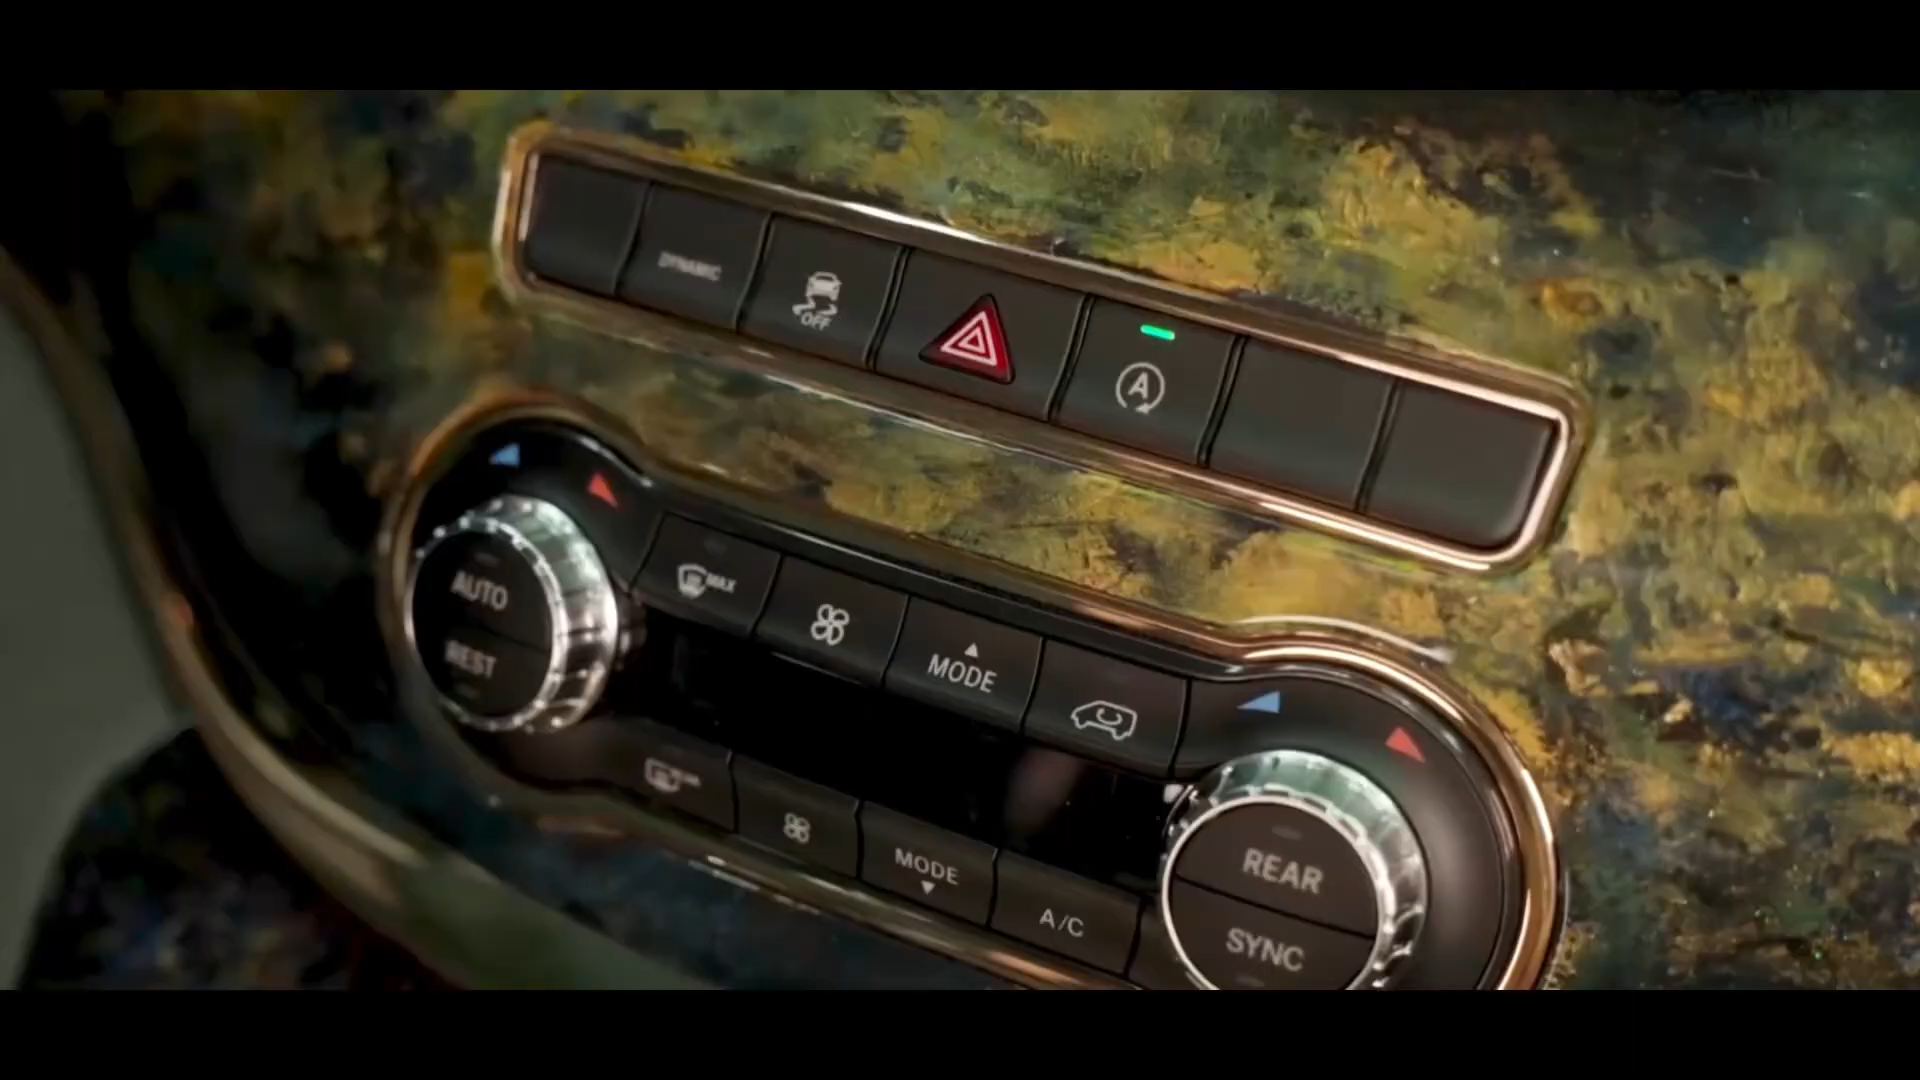 DYNAMIC
OFF
A
AUTO
REST
MAX
MODE
MODE
A/C
REAR
SYNC